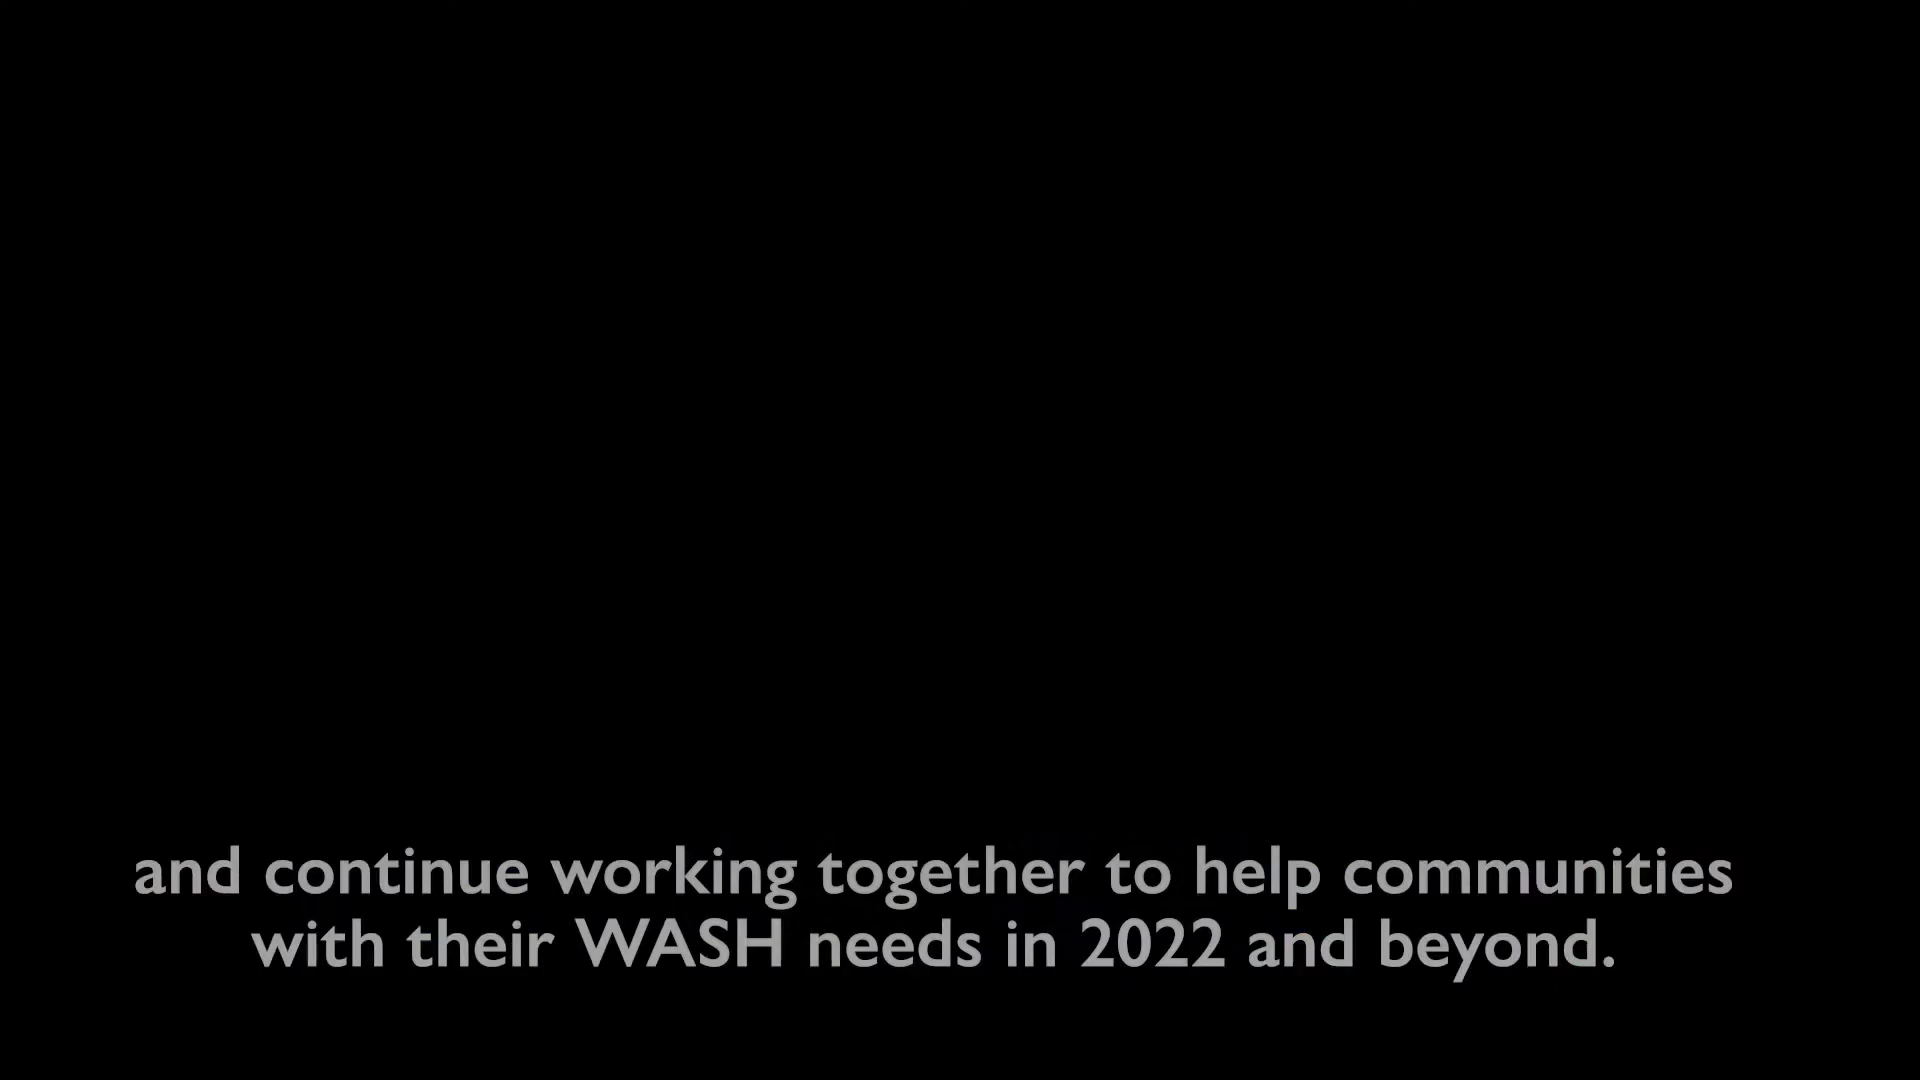 and continue working together to help communities
with their WASH needs in 2022 and beyond.